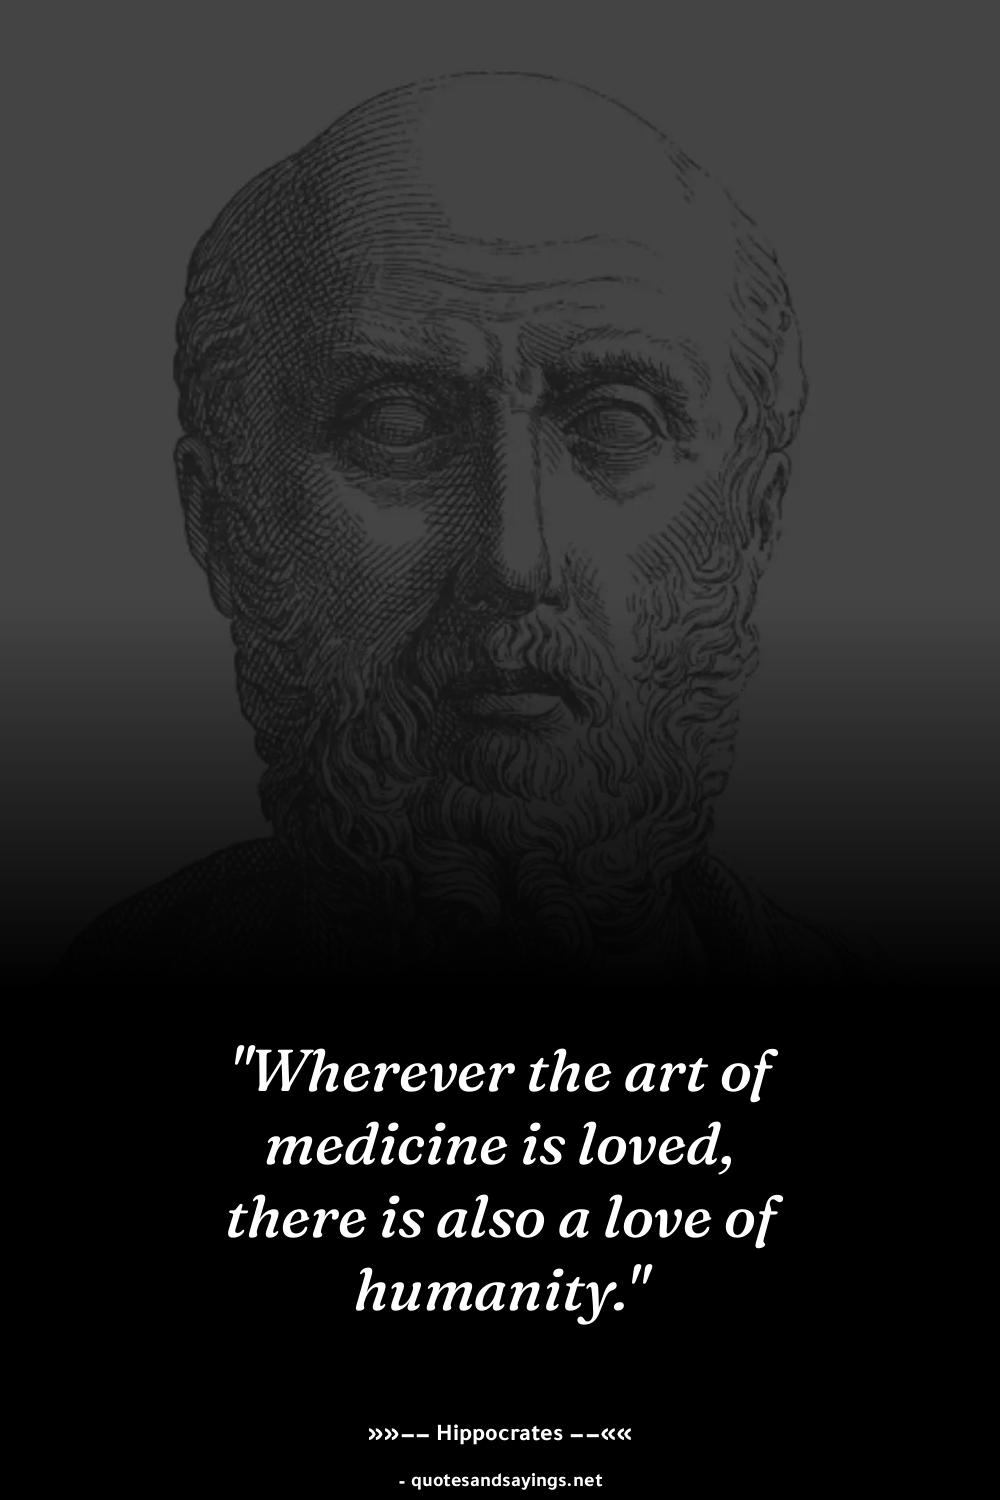 "Wherever the art of
medicine is loved,
there is also a love of
humanity."
»»–– Hippocrates ––««
- quotesandsayings.net